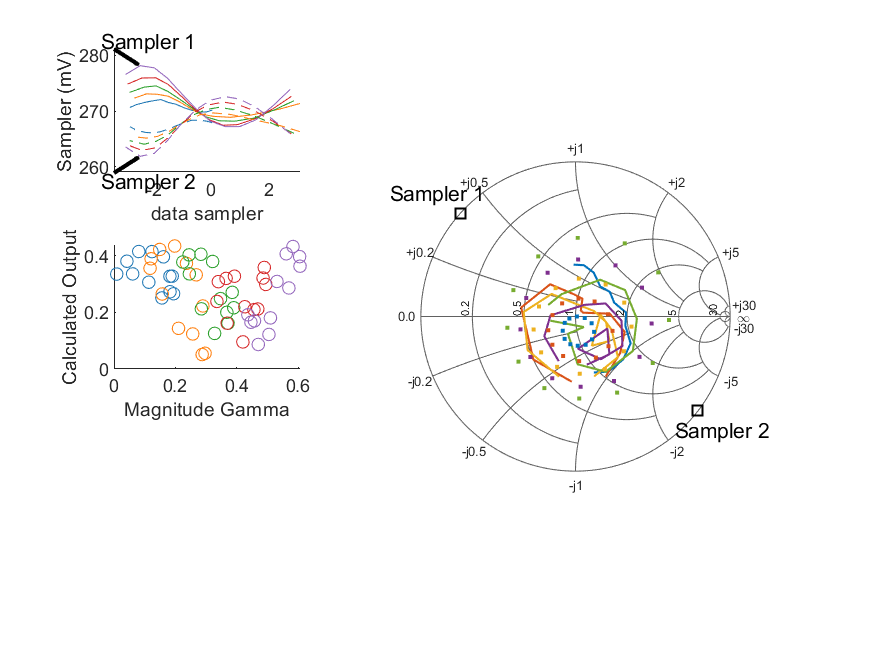 Sampler 1
280
270
260
Sampler (mV)
Sampler 2
-2
0
2
data sampler
0.4
0.2
0
Calculated Output
0
0.2
0.4
0.6
Magnitude Gamma
+j1
+j0.5
+j2
Sampler 1
+j0.2
+j5
0.0
0.2
0.5
1
2
5
30
+j30
∞
-j30
-j0.2
-j5
Sampler 2
-j0.5
-j2
-j1